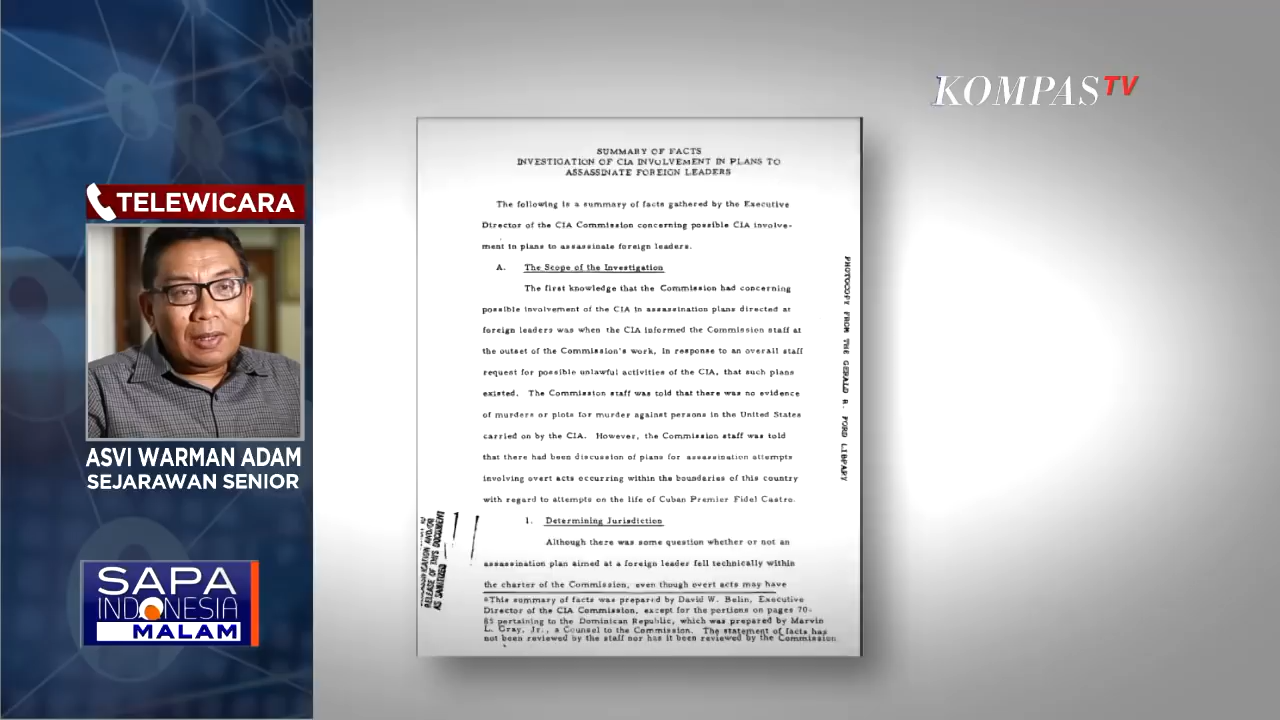 KOMPAS TV
TELEWICARA
ASVI WARMAN ADAM
SEJARAWAN SENIOR
SAPA
INDONESIA
MALAM
SUMMARY OF FACTS
INVESTIGATION OF CIA INVOLVEMENT IN PLANS TO
ASSASSINATE FOREIGN LEADERS
The following is a summary of facts gathered by the Executive
Director of the CIA Commission concerning possible CIA involve-
ment in plans to assassinate foreign leaders.
A. The Scope of the Investigation
The first knowledge that the Commission had concerning
possible involvement of the CIA in assassination plans directed at
foreign leaders was when the CIA informed the Commission staff at
the outset of the Commission's work, in response to an overall staff
request for possible unlawful activities of the CIA, that such plans
existed. The Commission staff was told that there was no evidence
of murders or plots for murder against persons in the United States
carried on by the CIA. However, the Commission staff was told
that there had been discussion of plans for assassination attempts
involving overt acts occurring within the boundaries of this country
with regard to attempts on the life of Cuban Premier Fidel Castro.
1. Determining Jurisdiction
Although there was some question whether or not an
assassination plan aimed at a foreign leader fell technically within
the charter of the Commission, even though overt acts may have
*This summary of facts was prepared by David W. Belin, Executive
Director of the CIA Commission, except for the portions on pages 70-
85 pertaining to the Dominican Republic, which was prepared by Marvin
L. Gray, Jr., a Counsel to the Commission. The statement of facts has
not been reviewed by the staff nor has it been reviewed by the Commission
PHOTOCOPY FROM THE GERALD R. FORD LIBRARY